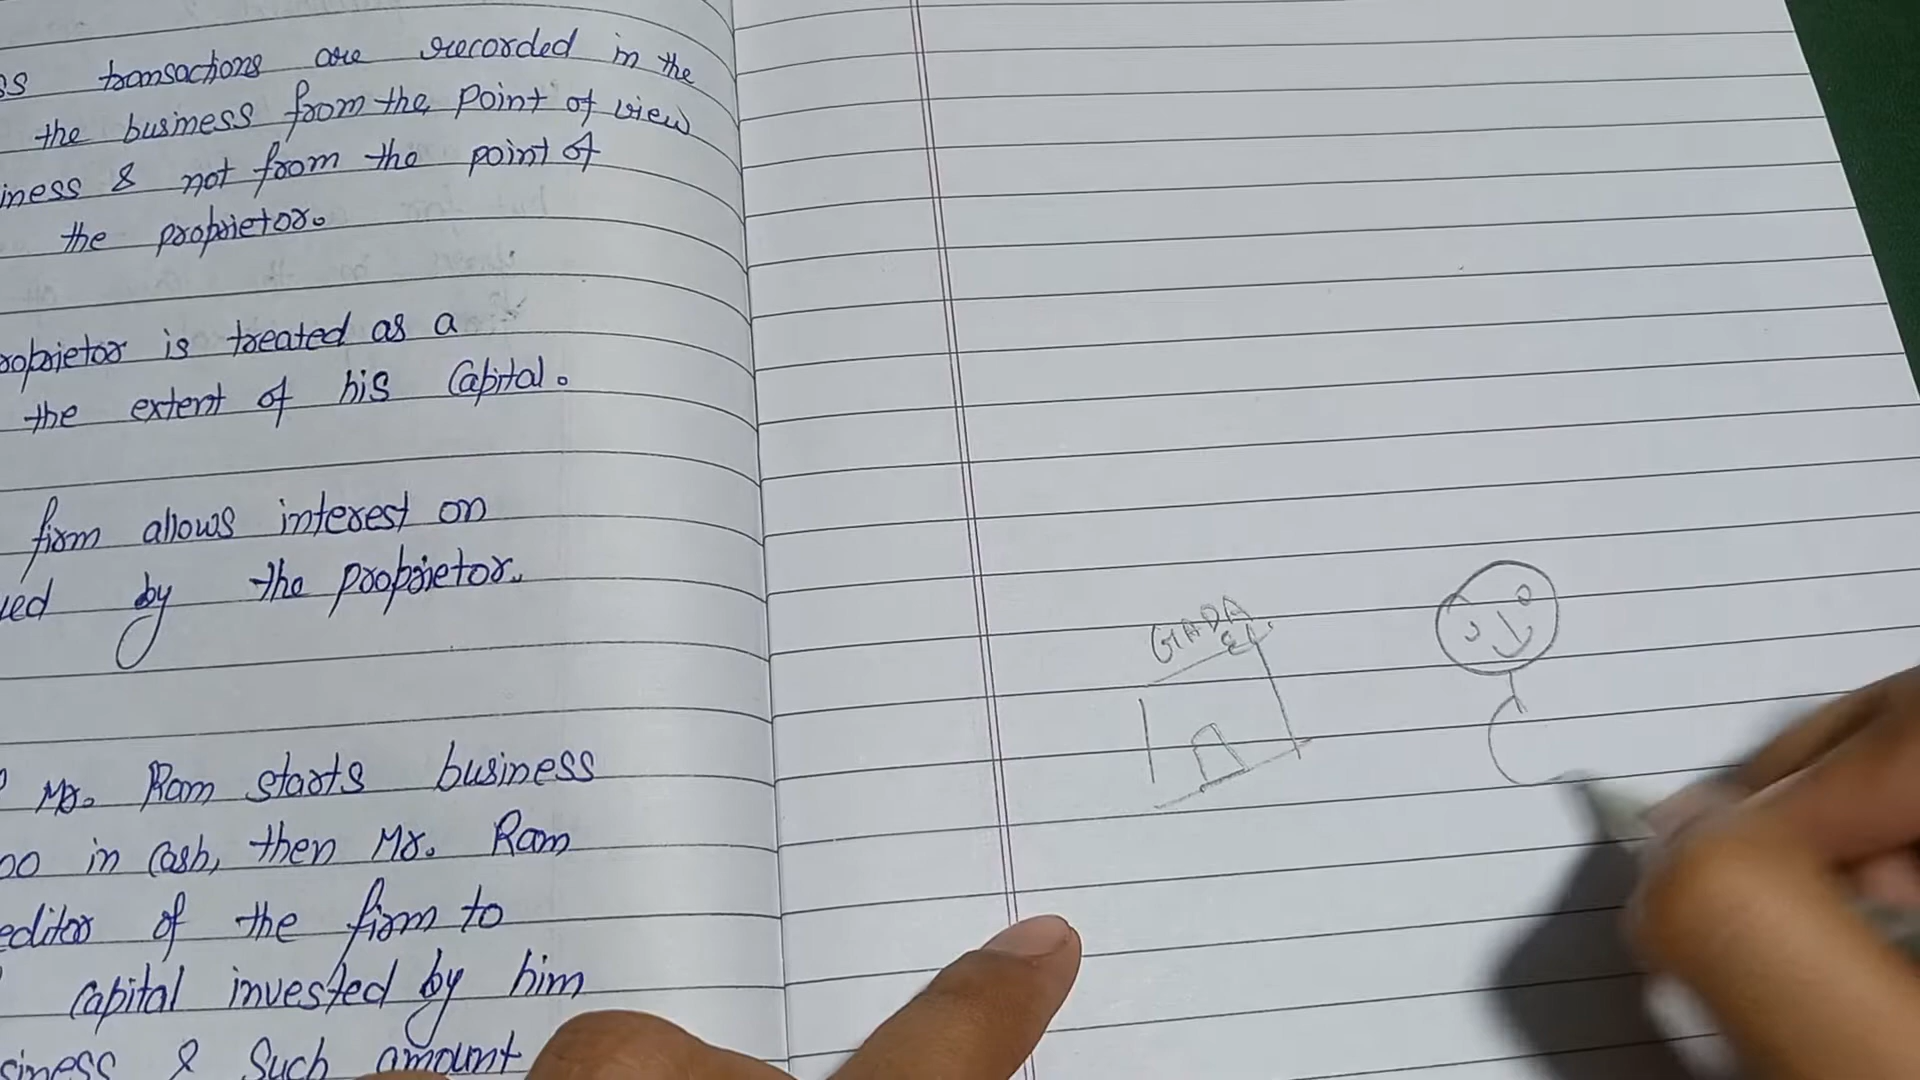 transactions are recorded in the
the business from the point of view
iness & not from the point of
the proprietor.
roprietor is treated as a
the extent of his Capital.
firm allows interest on
by the proprietor.
Mr. Ram starts business
00 in Cash, then Mr. Ram
editor of the firm to
Capital invested by him
siness & Such amount
GADA
El.